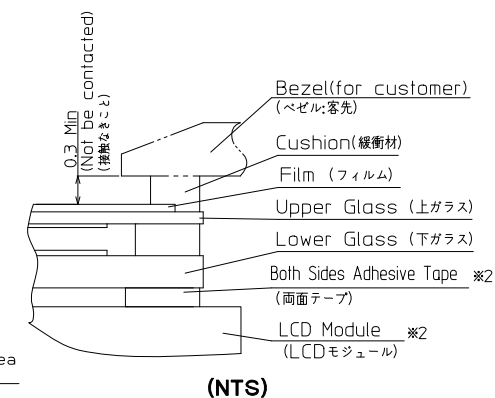 0.3 Min
(Not be contacted)
(接触なきこと)
Bezel(for customer)
(ベゼル:客先)
Cushion(緩衝材)
Film (フィルム)
Upper Glass (上ガラス)
Lower Glass (下ガラス)
Both Sides Adhesive Tape ※2
(両面テープ)
LCD Module ※2
(LCDモジュール)
ea
(NTS)